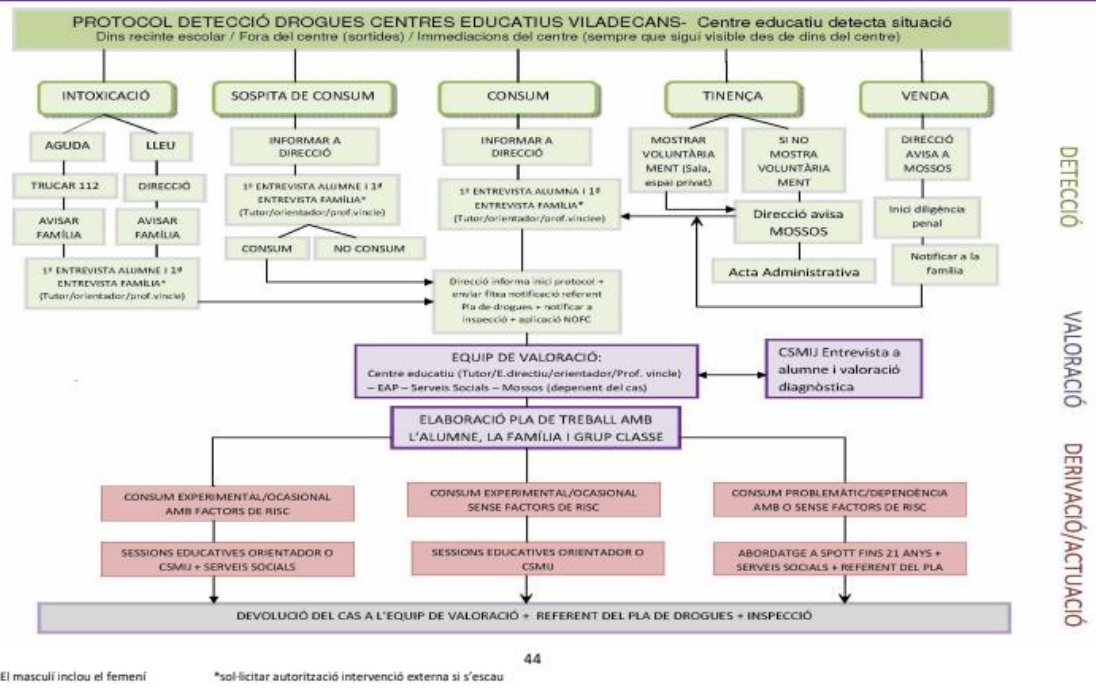 PROTOCOL DETECCIÓ DROGUES CENTRES EDUCATIUS VILADECANS- Centre educatiu detecta situació
Dins recinte escolar / Fora del centre (sortides) / Immediacions del centre (sempre que sigui visible des de dins del centre)
INTOXICACIÓ
SOSPITA DE CONSUM
CONSUM
TINENÇA
VENDA
AGUDA
LLEU
TRUCAR 112
DIRECCIÓ
AVISAR
FAMÍLIA
AVISAR
FAMÍLIA
1ª ENTREVISTA ALUMNE I 1ª
ENTREVISTA FAMÍLIA*
(Tutor/orientador/prof.vincle)
INFORMAR A
DIRECCIÓ
1ª ENTREVISTA ALUMNE I 1ª
ENTREVISTA FAMÍLIA*
(Tutor/orientador/prof.vincle)
CONSUM
NO CONSUM
INFORMAR A
DIRECCIÓ
1ª ENTREVISTA ALUMNA I 1ª
ENTREVISTA FAMÍLIA*
(Tutor/orientador/prof.vinclee)
Direcció informa inici protocol +
enviar fitxa notificació referent
Pla de drogues + notificar a
inspecció + aplicació NOFC
MOSTRAR
VOLUNTÀRIA
MENT (Sala,
espai privat)
SI NO
MOSTRA
VOLUNTÀRIA
MENT
Direcció avisa
MOSSOS
Acta Administrativa
DIRECCIÓ
AVISA A
MOSSOS
Inici diligència
penal
Notificar a la
família
DETECCIÓ
EQUIP DE VALORACIÓ:
Centre educatiu (Tutor/E.directiu/orientador/Prof. vincle)
– EAP – Serveis Socials – Mossos (depenent del cas)
CSMIJ Entrevista a
alumne i valoració
diagnòstica
VALORACIÓ
ELABORACIÓ PLA DE TREBALL AMB
L'ALUMNE, LA FAMÍLIA I GRUP CLASSE
CONSUM EXPERIMENTAL/OCASIONAL
AMB FACTORS DE RISC
CONSUM EXPERIMENTAL/OCASIONAL
SENSE FACTORS DE RISC
CONSUM PROBLEMÀTIC/DEPENDÈNCIA
AMB O SENSE FACTORS DE RISC
SESSIONS EDUCATIVES ORIENTADOR O
CSMIJ + SERVEIS SOCIALS
SESSIONS EDUCATIVES ORIENTADOR O
CSMIJ
ABORDATGE A SPOTT FINS 21 ANYS +
SERVEIS SOCIALS + REFERENT DEL PLA
DERIVACIÓ/ACTUACIÓ
DEVOLUCIÓ DEL CAS A L'EQUIP DE VALORACIÓ + REFERENT DEL PLA DE DROGUES + INSPECCIÓ
44
El masculí inclou el femení
*sol·licitar autorització intervenció externa si s'escau